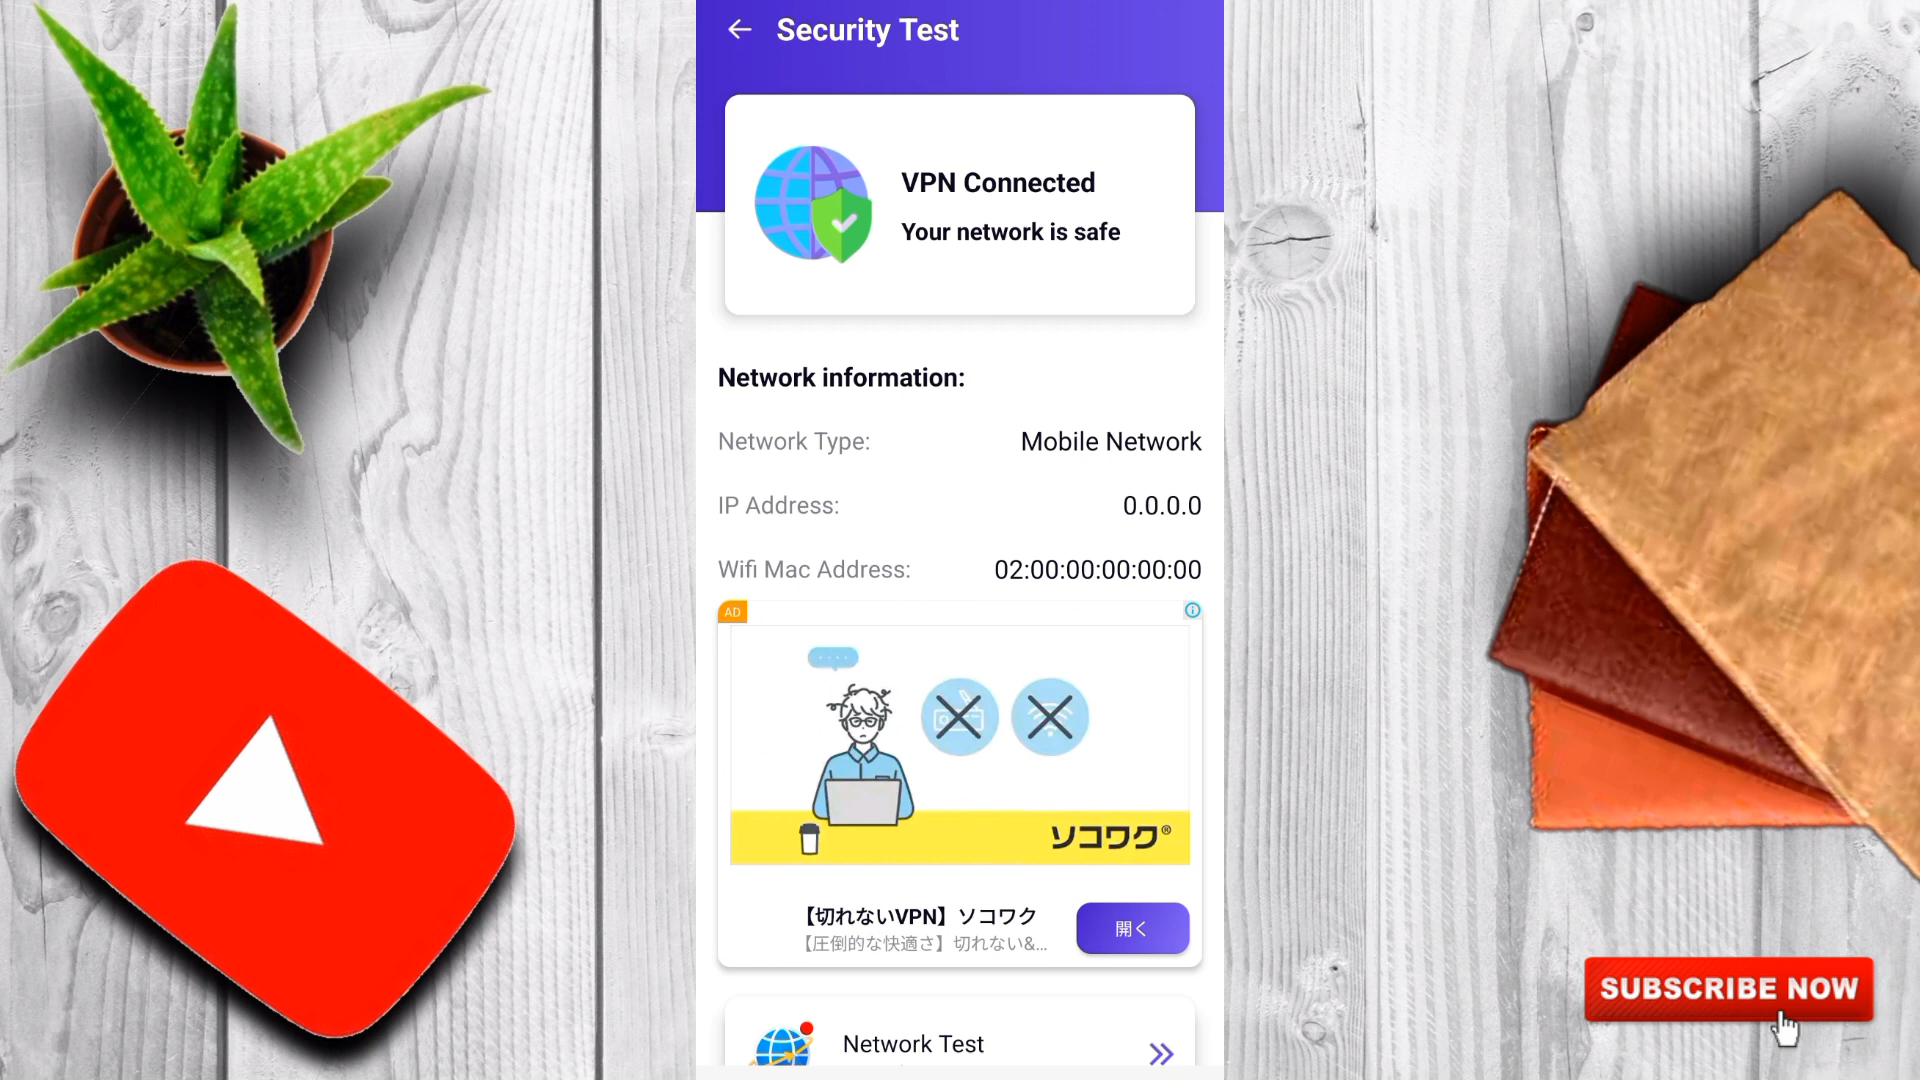 Security Test
VPN Connected
Your network is safe
Network information:
Network Type: Mobile Network
IP Address: 0.0.0.0
Wifi Mac Address: 02:00:00:00:00:00
AD
ソコワク®
【切れないVPN】ソコワク
【圧倒的な快適さ】切れない&...
開く
Network Test
SUBSCRIBE NOW